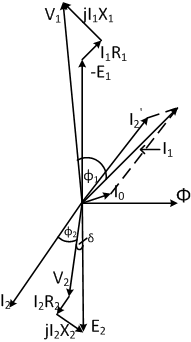 jI₁X₁
V₁
I₁R₁
-E₁
I₂'
I₁
ϕ₁
I₀
Φ
ϕ₂
δ
V₂
I₂
I₂R₂
jI₂X₂
E₂